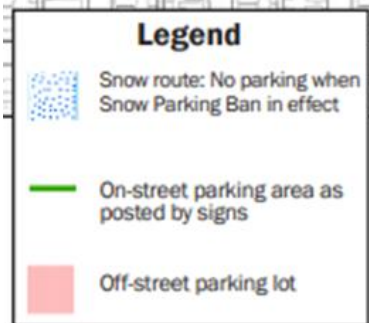 Legend
Snow route: No parking when
Snow Parking Ban in effect
On-street parking area as
posted by signs
Off-street parking lot